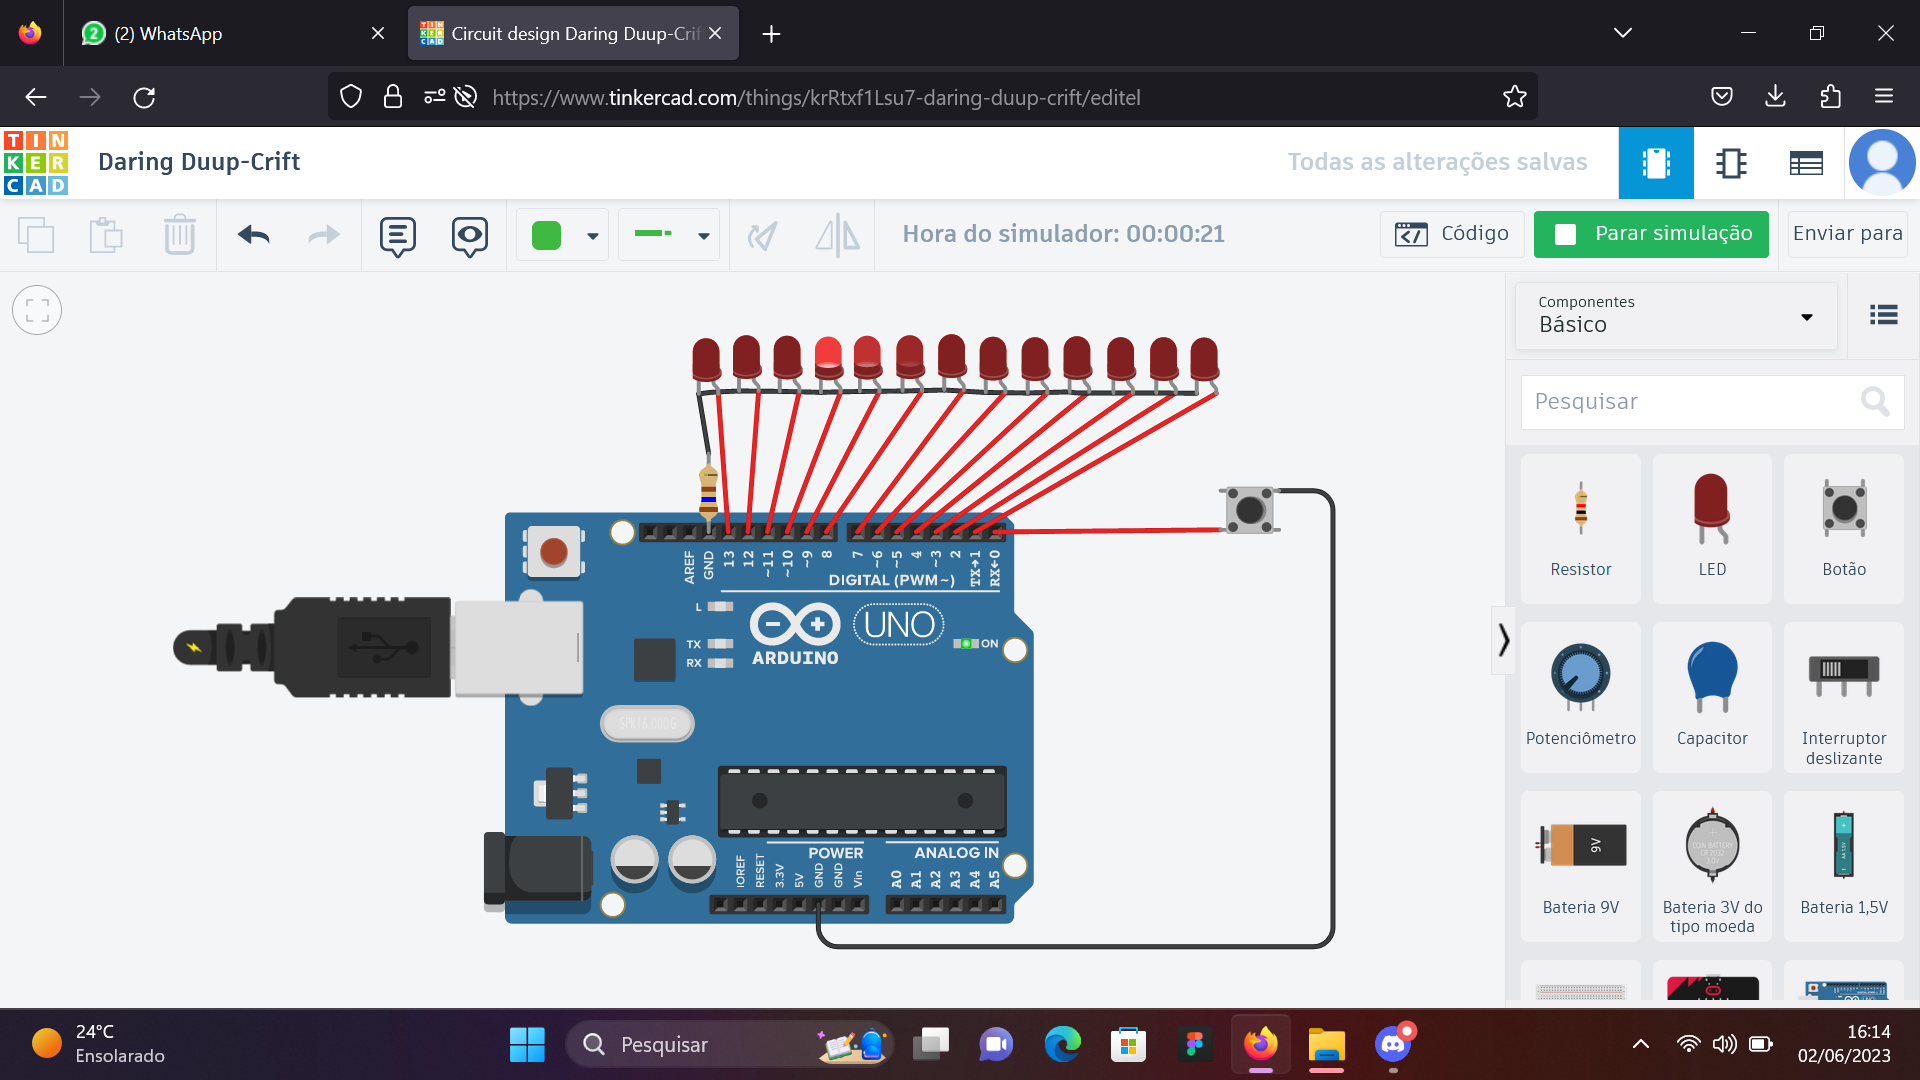 (2) WhatsApp
Circuit design Daring Duup-Crif
https://www.tinkercad.com/things/krRtxf1Lsu7-daring-duup-crift/editel
TIN
KER
CAD
Daring Duup-Crift
Todas as alterações salvas
Hora do simulador: 00:00:21
Código
Parar simulação
Enviar para
Componentes
Básico
Pesquisar
Resistor
LED
Botão
Potenciômetro
Capacitor
Interruptor
deslizante
9V
Bateria 9V
Bateria 3V do
tipo moeda
Bateria 1,5V
AREF
GND
13
12
~11
~10
~9
8
7
~6
~5
4
~3
2
TX→1
RX←0
DIGITAL (PWM~)
L
TX
RX
ARDUINO
UNO
ON
SPK16.000G
POWER
ANALOG IN
IOREF
RESET
3.3V
5V
GND
GND
Vin
A0
A1
A2
A3
A4
A5
24°C
Ensolarado
Pesquisar
16:14
02/06/2023